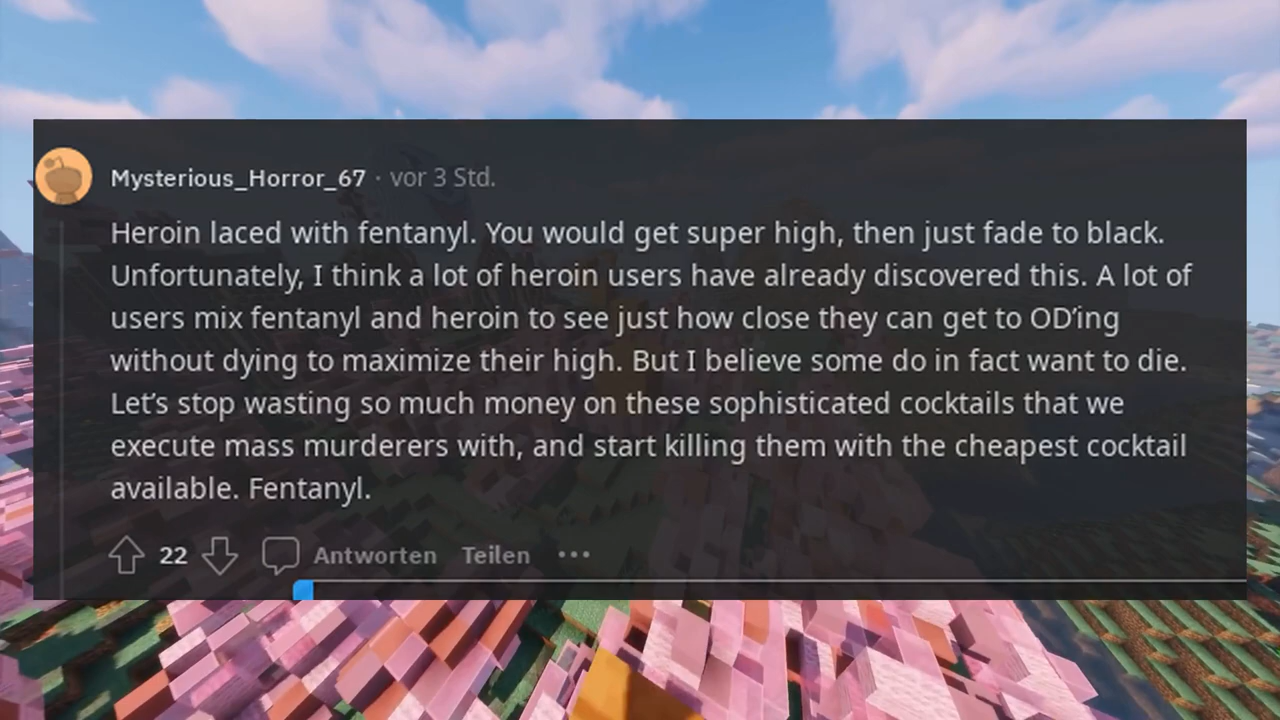 Mysterious_Horror_67 · vor 3 Std.
Heroin laced with fentanyl. You would get super high, then just fade to black.
Unfortunately, I think a lot of heroin users have already discovered this. A lot of
users mix fentanyl and heroin to see just how close they can get to OD’ing
without dying to maximize their high. But I believe some do in fact want to die.
Let’s stop wasting so much money on these sophisticated cocktails that we
execute mass murderers with, and start killing them with the cheapest cocktail
available. Fentanyl.
22 Antworten Teilen